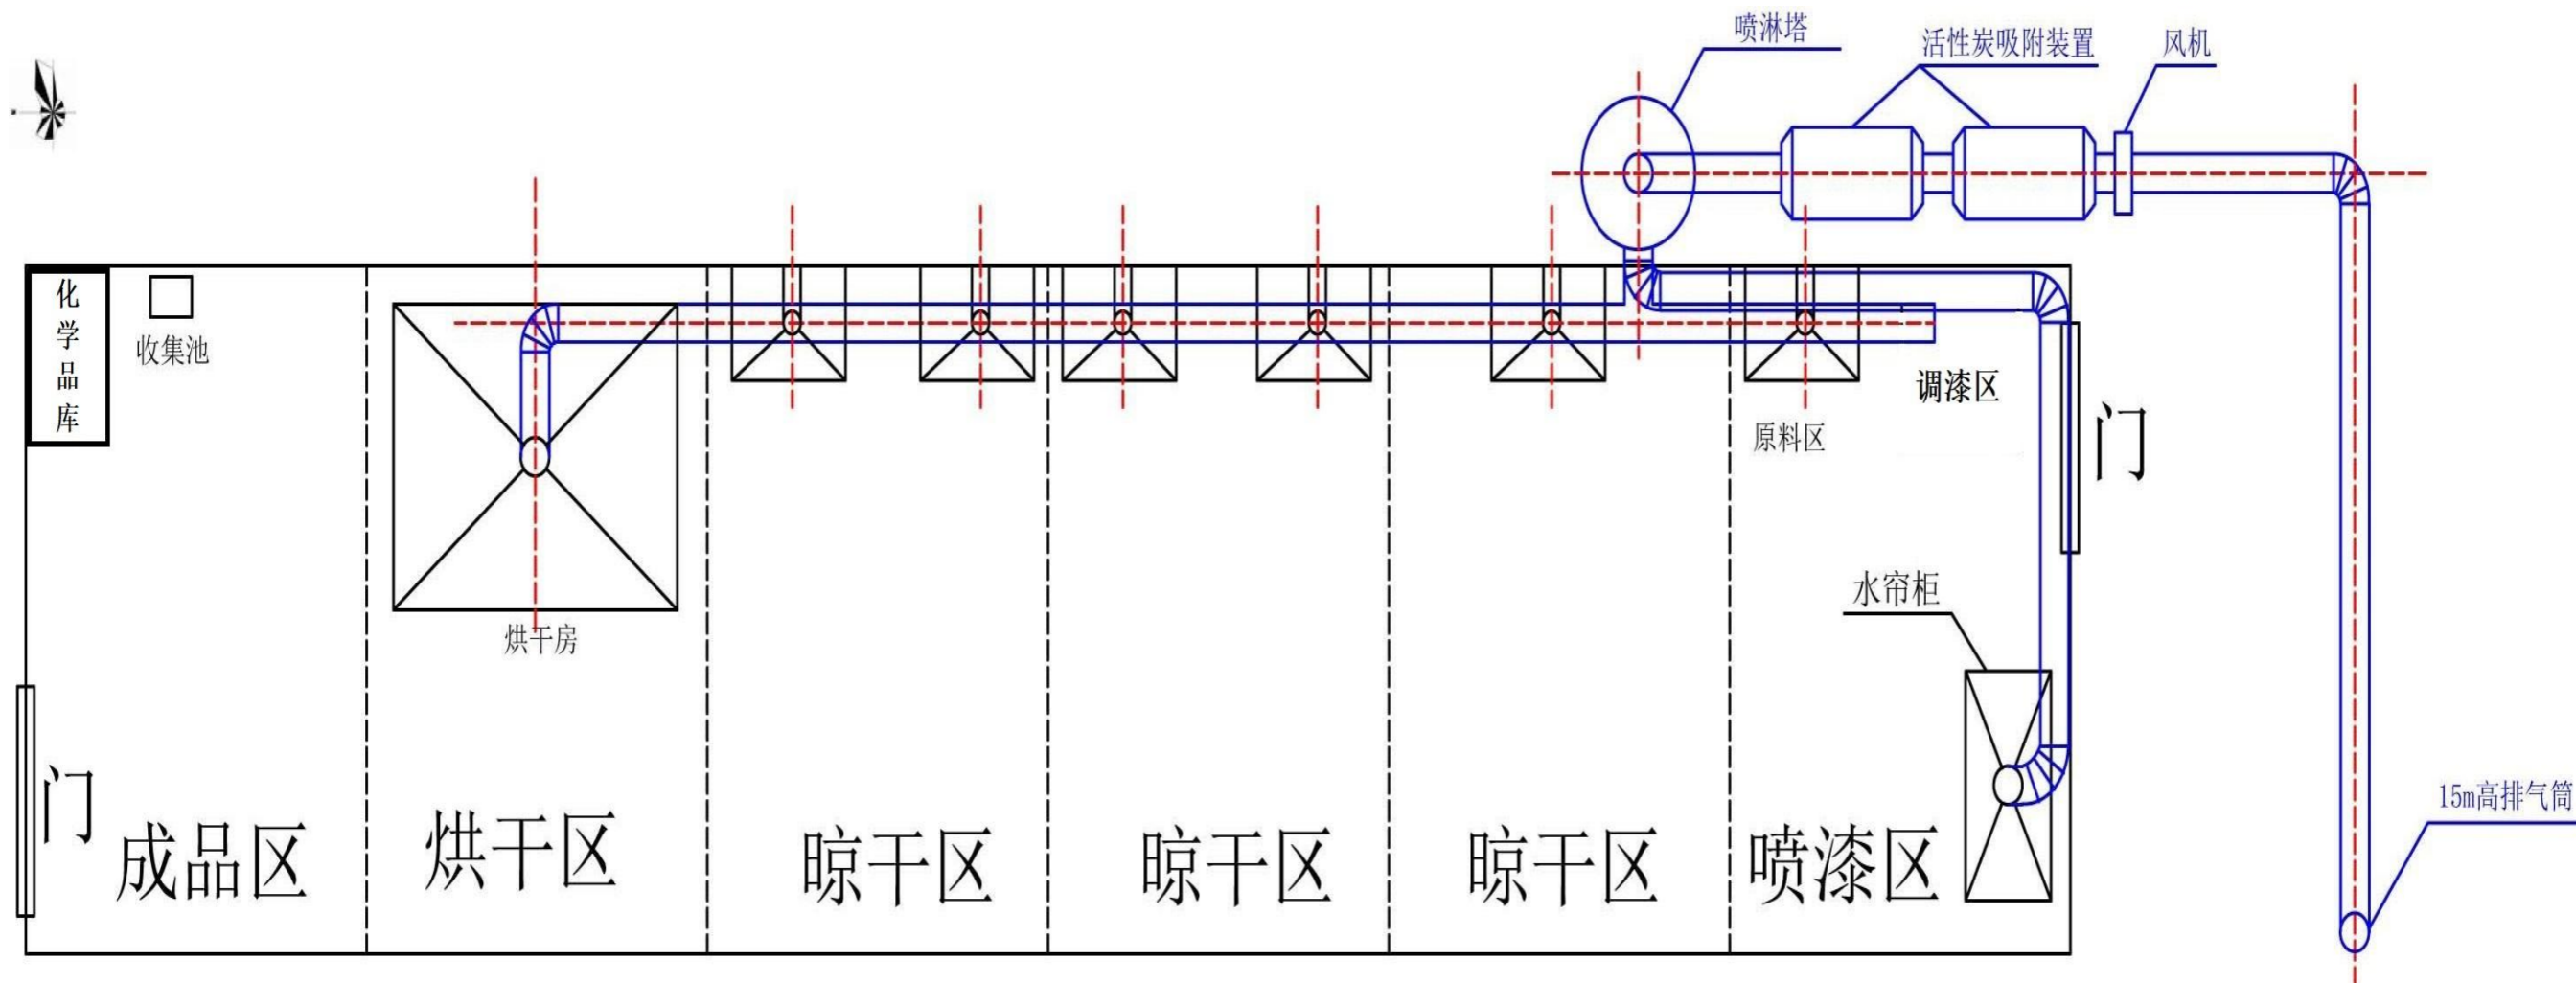 喷淋塔
活性炭吸附装置
风机
化
学
品
库
收集池
调漆区
原料区
门
水帘柜
烘干房
门
成品区
烘干区
晾干区
晾干区
晾干区
喷漆区
15m高排气筒